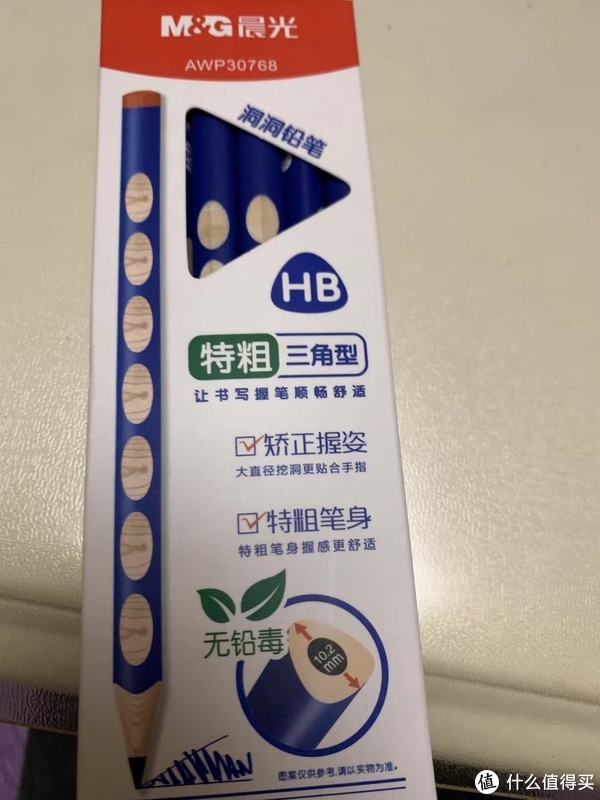 M&G晨光
AWP30768
洞洞铅笔
HB
特粗 三角型
让书写握笔顺畅舒适
矫正握姿
大直径挖洞更贴合手指
特粗笔身
特粗笔身握感更舒适
无铅毒
10.2
mm
图案仅供参考,请以实物为准。
值 什么值得买